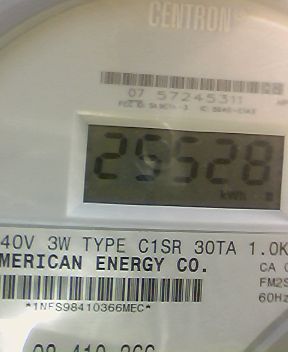 CENTRON
07 57245311
25528
kWh
40V 3W TYPE C1SR 30TA 1.0K
MERICAN ENERGY CO.
CA
FM2S
60Hz
*1NFS98410366MEC*